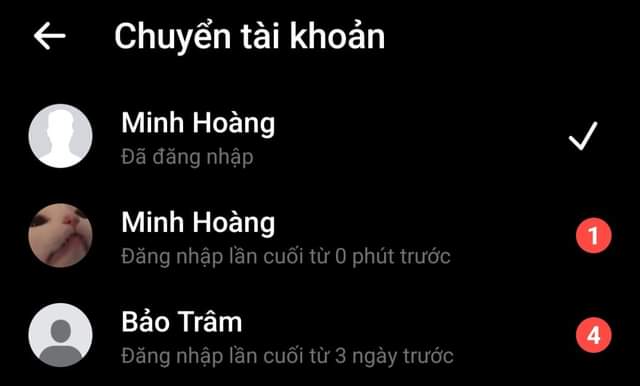 Chuyển tài khoản
Minh Hoàng
Đã đăng nhập
Minh Hoàng
Đăng nhập lần cuối từ 0 phút trước
1
Bảo Trâm
Đăng nhập lần cuối từ 3 ngày trước
4